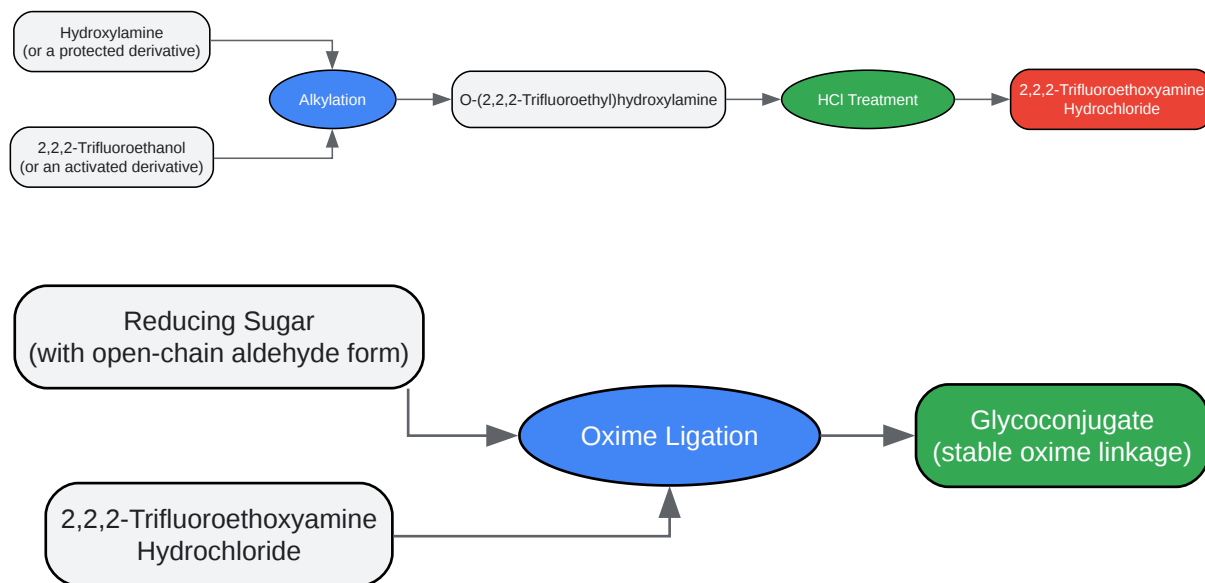 Hydroxylamine
(or a protected derivative)
2,2,2-Trifluoroethanol
(or an activated derivative)
Alkylation
O-(2,2,2-Trifluoroethyl)hydroxylamine
HCl Treatment
2,2,2-Trifluoroethoxyamine
Hydrochloride
Reducing Sugar
(with open-chain aldehyde form)
2,2,2-Trifluoroethoxyamine
Hydrochloride
Oxime Ligation
Glycoconjugate
(stable oxime linkage)